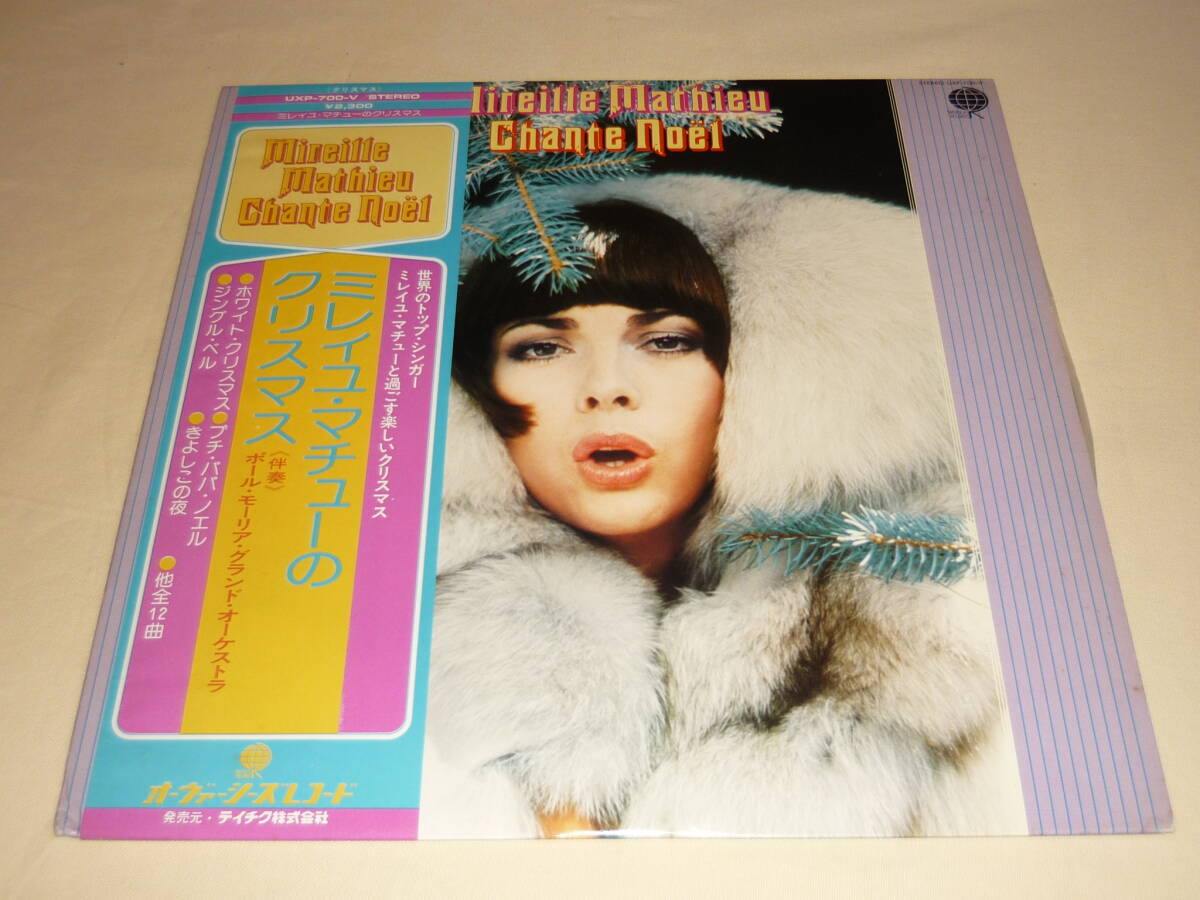 〈クリスマス〉
UXP-700-V STEREO
¥2,300
ミレイユ・マチューのクリスマス
Mireille
Mathieu
Chante Noël
世界のトップ・シンガー
ミレイユ・マチューと過ごす楽しいクリスマス
ミレイユ・マチューの
クリスマス
〈伴奏〉
ポール・モーリア・グランド・オーケストラ
●ホワイト・クリスマス●プチ・パパ・ノエル
●ジングル・ベル
●きよしこの夜
●他全12曲
オーヴァーシーズレコード
発売元・テイチク株式会社
Mireille Mathieu
Chante Noël